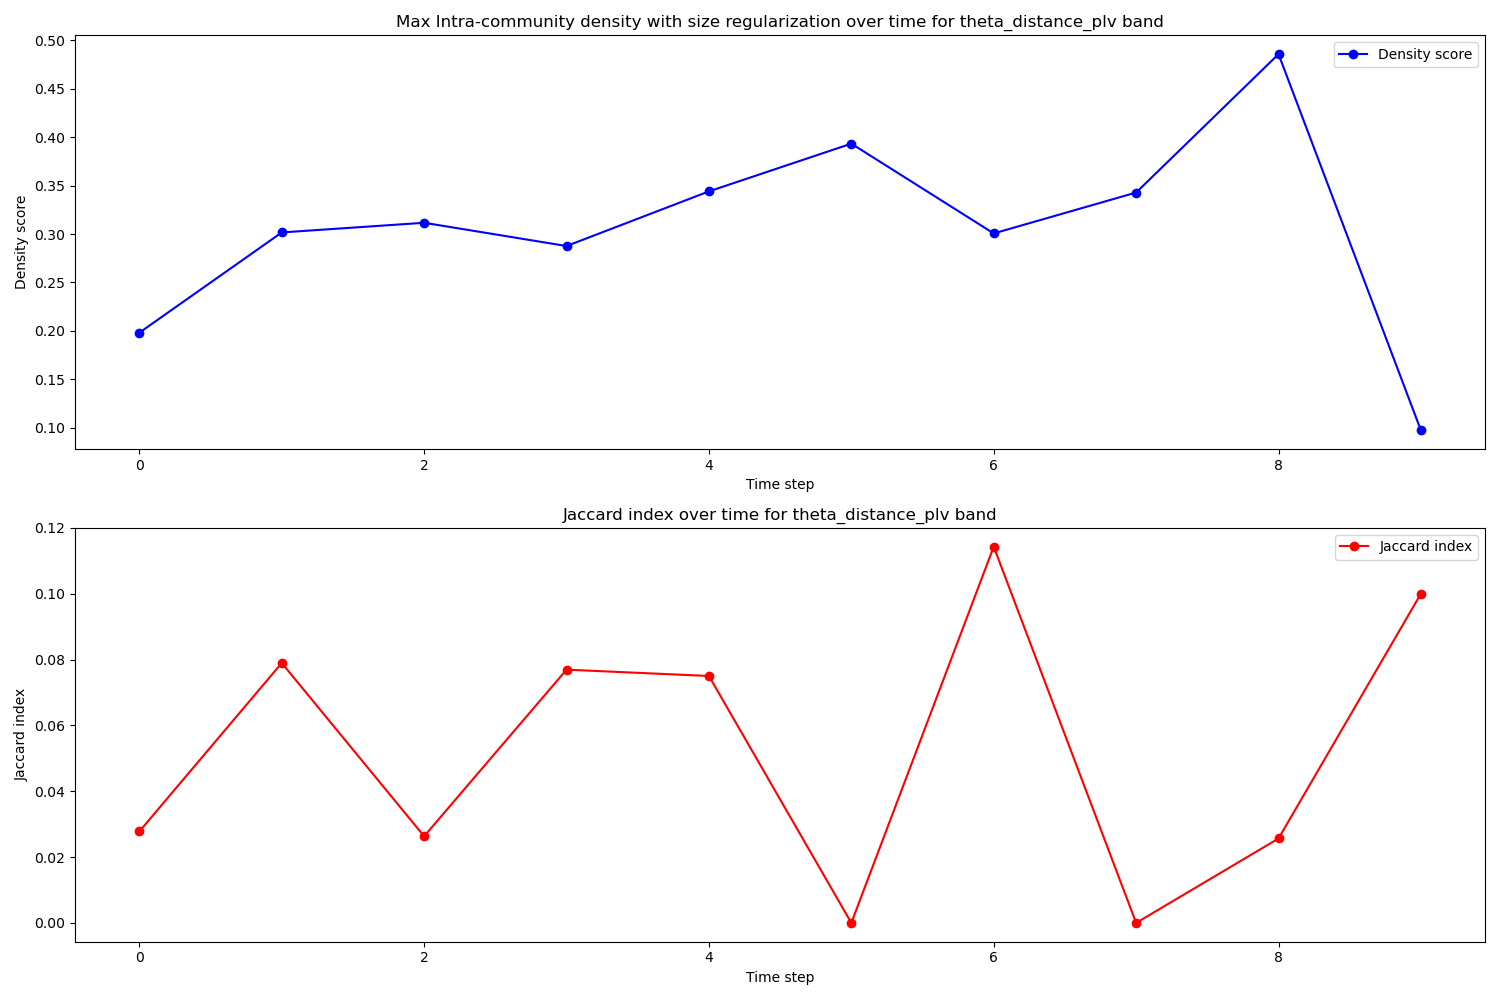 Max Intra-community density with size regularization over time for theta_distance_plv band
Density score
0.50
0.45
0.40
0.35
0.30
0.25
0.20
0.15
0.10
Density score
0 2 4 6 8
Time step
Jaccard index over time for theta_distance_plv band
Jaccard index
0.12
0.10
0.08
0.06
0.04
0.02
0.00
Jaccard index
0 2 4 6 8
Time step